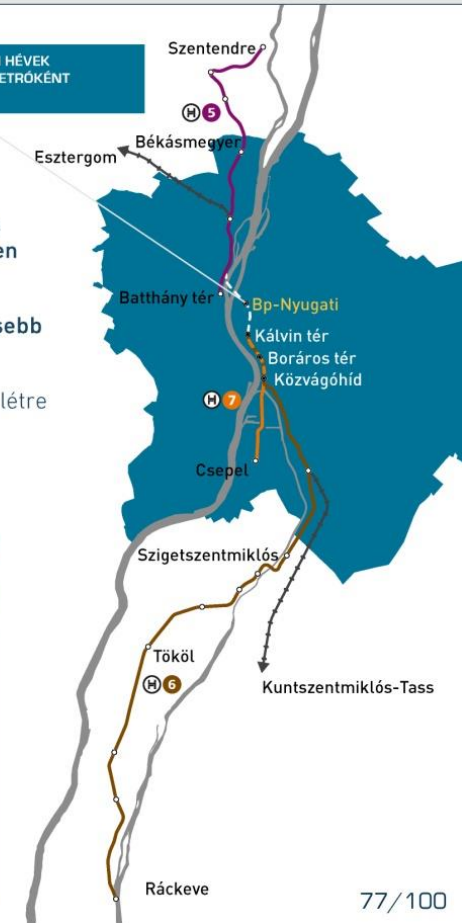 HÉVEK
ETRÓKÉNT
Szentendre
H 5
Békásmegyer
Esztergom
en
Batthány tér
Bp-Nyugati
sebb
Kálvin tér
Boráros tér
Közvágóhíd
létre
H 7
Csepel
Szigetszentmiklós
Tököl
H 6
Kuntszentmiklós-Tass
Ráckeve
77/100